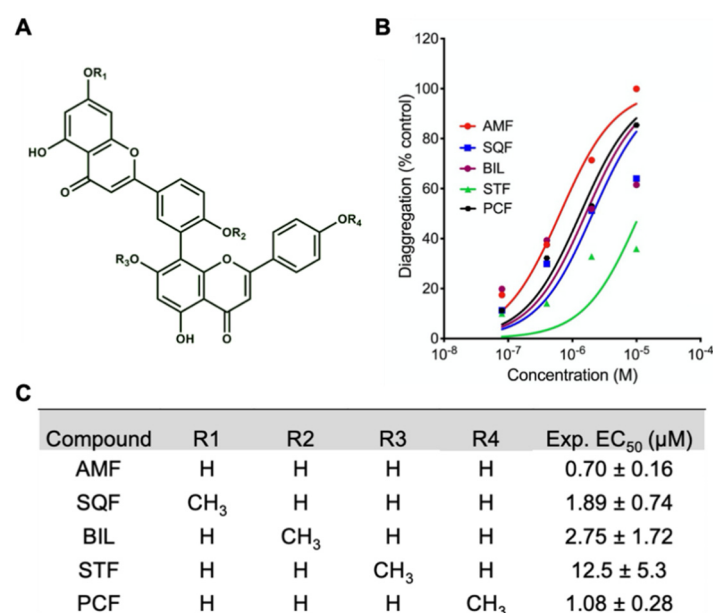 A
OR1
HO
O
O
OR2
OR4
R3O
O
OH
O
B
Diaggregation (% control)
120
100
80
60
40
20
0
AMF
SQF
BIL
STF
PCF
10-8 10-7 10-6 10-5 10-4
Concentration (M)
C
Compound R1 R2 R3 R4 Exp. EC50 (µM)
AMF H H H H 0.70 ± 0.16
SQF CH3 H H H 1.89 ± 0.74
BIL H CH3 H H 2.75 ± 1.72
STF H H CH3 H 12.5 ± 5.3
PCF H H H CH3 1.08 ± 0.28